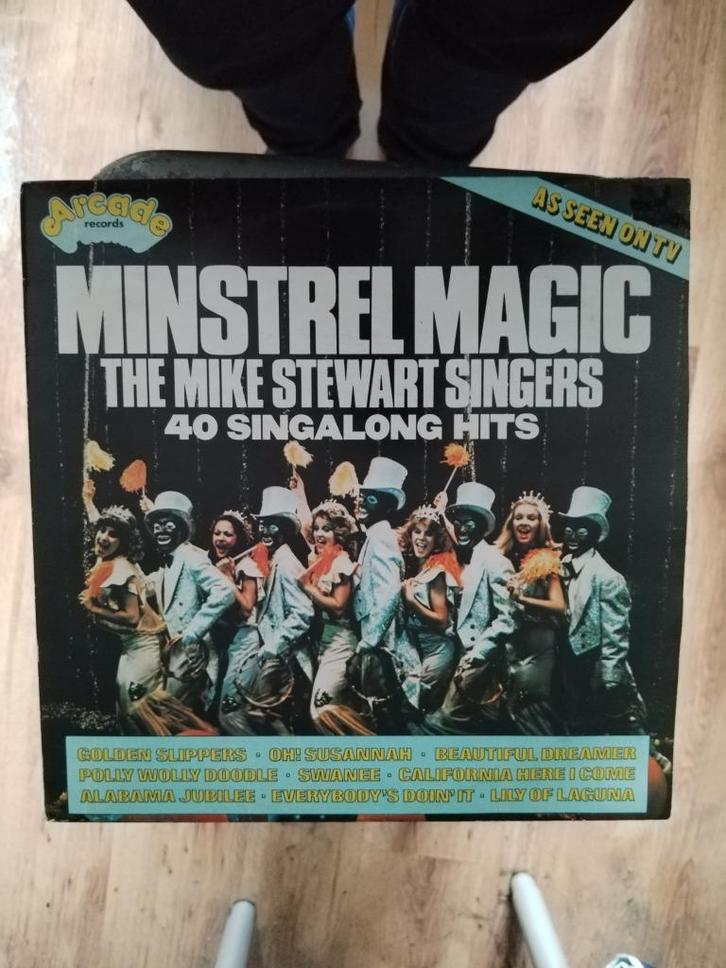 Arcade
records
AS SEEN ON TV
MINSTREL MAGIC
THE MIKE STEWART SINGERS
40 SINGALONG HITS
GOLDEN SLIPPERS · OH! SUSANNAH · BEAUTIFUL DREAMER
POLLY WOLLY DOODLE · SWANEE · CALIFORNIA HERE I COME
ALABAMA JUBILEE · EVERYBODY'S DOIN' IT · LILY OF LAGUNA